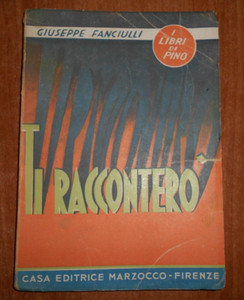 GIUSEPPE FANCIULLI
I
LIBRI
DI
PINO
TI RACCONTERÒ
CASA EDITRICE MARZOCCO-FIRENZE